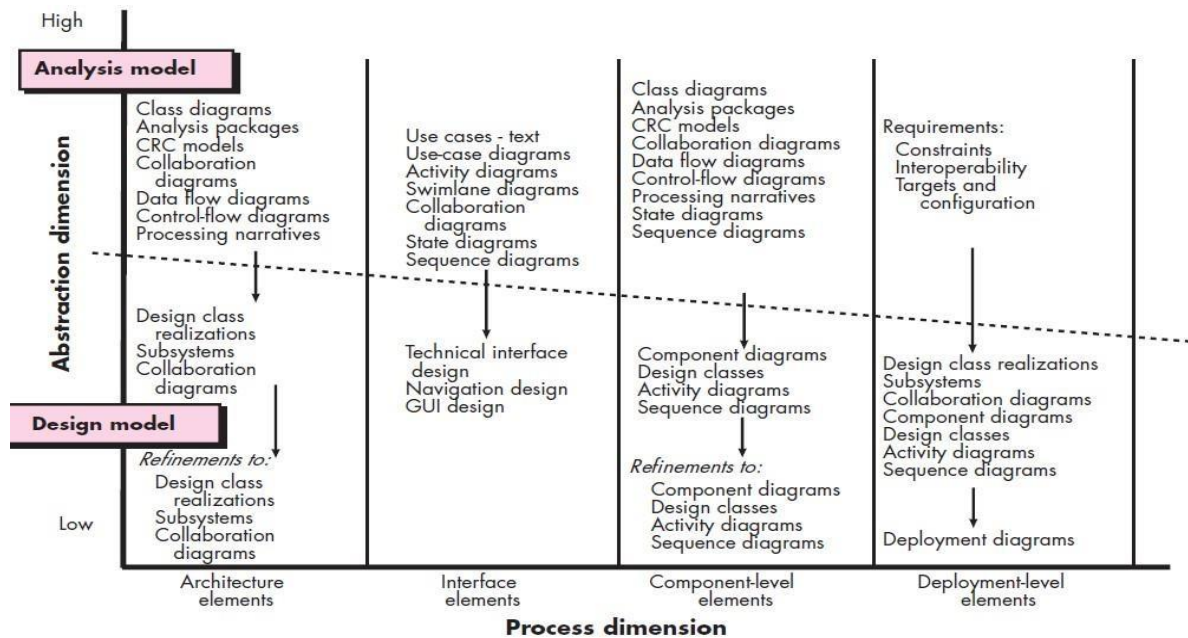 High
Analysis model
Abstraction dimension
Design model
Low
Class diagrams
Analysis packages
CRC models
Collaboration
diagrams
Data flow diagrams
Control-flow diagrams
Processing narratives
Design class
realizations
Subsystems
Collaboration
diagrams
Refinements to:
Design class
realizations
Subsystems
Collaboration
diagrams
Architecture
elements
Use cases - text
Use-case diagrams
Activity diagrams
Swimlane diagrams
Collaboration
diagrams
State diagrams
Sequence diagrams
Technical interface
design
Navigation design
GUI design
Interface
elements
Class diagrams
Analysis packages
CRC models
Collaboration diagrams
Data flow diagrams
Control-flow diagrams
Processing narratives
State diagrams
Sequence diagrams
Component diagrams
Design classes
Activity diagrams
Sequence diagrams
Refinements to:
Component diagrams
Design classes
Activity diagrams
Sequence diagrams
Component-level
elements
Requirements:
Constraints
Interoperability
Targets and
configuration
Design class realizations
Subsystems
Collaboration diagrams
Component diagrams
Design classes
Activity diagrams
Sequence diagrams
Deployment diagrams
Deployment-level
elements
Process dimension